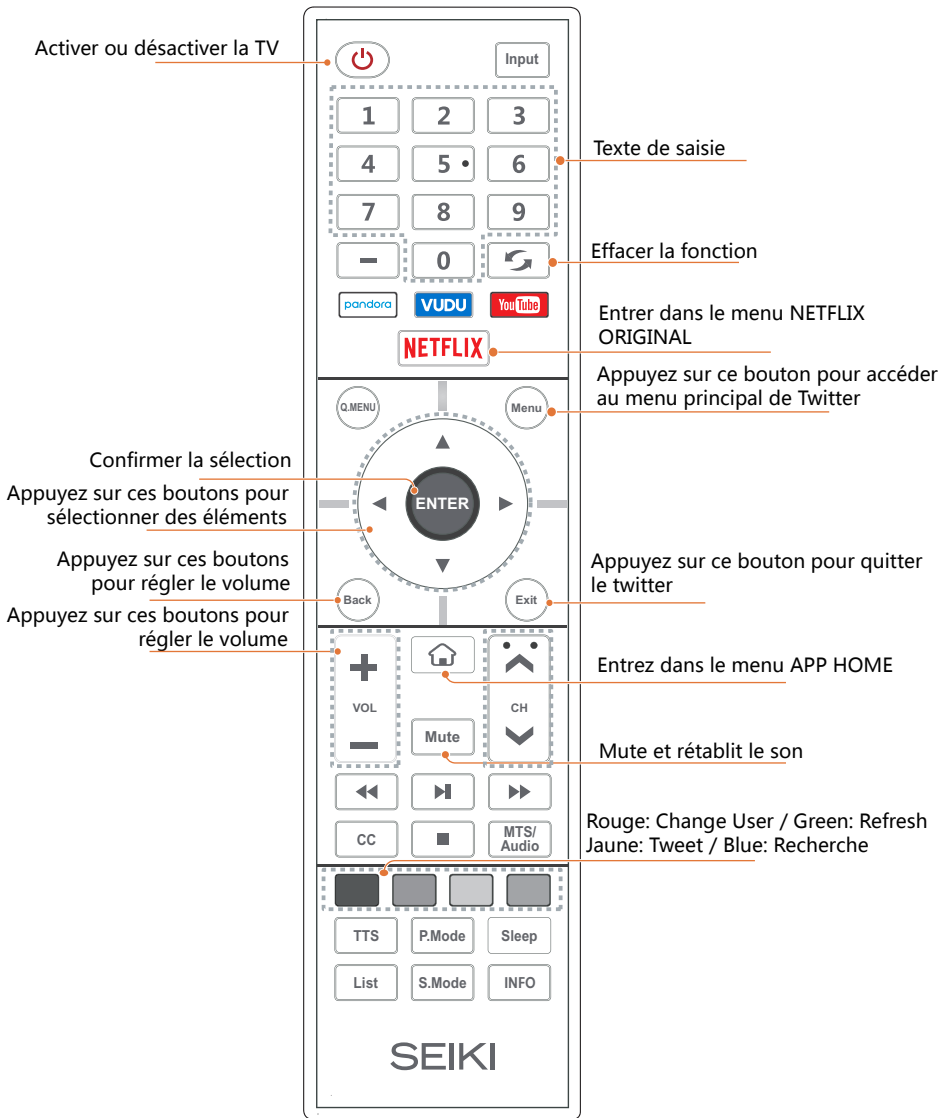 Activer ou désactiver la TV
Input
1 2 3
4 5 6
Texte de saisie
7 8 9
— 0
Effacer la fonction
pandora VUDU YouTube
Entrer dans le menu NETFLIX
ORIGINAL
NETFLIX
Appuyez sur ce bouton pour accéder
au menu principal de Twitter
Q.MENU
Menu
Confirmer la sélection
ENTER
Appuyez sur ces boutons pour
sélectionner des éléments
Appuyez sur ces boutons
pour régler le volume
Appuyez sur ce bouton pour quitter
le twitter
Back
Exit
Appuyez sur ces boutons pour
régler le volume
Entrez dans le menu APP HOME
VOL
CH
Mute
Mute et rétablit le son
CC
MTS/
Audio
Rouge: Change User / Green: Refresh
Jaune: Tweet / Blue: Recherche
TTS P.Mode Sleep
List S.Mode INFO
SEIKI